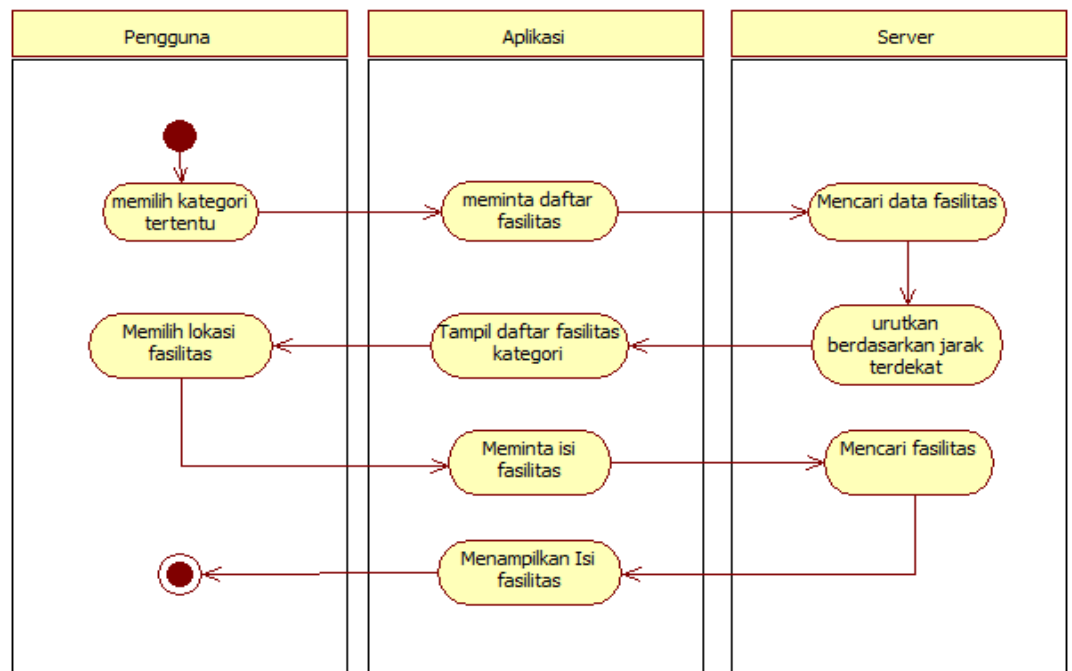 Pengguna
Aplikasi
Server
memilih kategori
tertentu
meminta daftar
fasilitas
Mencari data fasilitas
Memilih lokasi
fasilitas
Tampil daftar fasilitas
kategori
urutkan
berdasarkan jarak
terdekat
Meminta isi
fasilitas
Mencari fasilitas
Menampilkan Isi
fasilitas